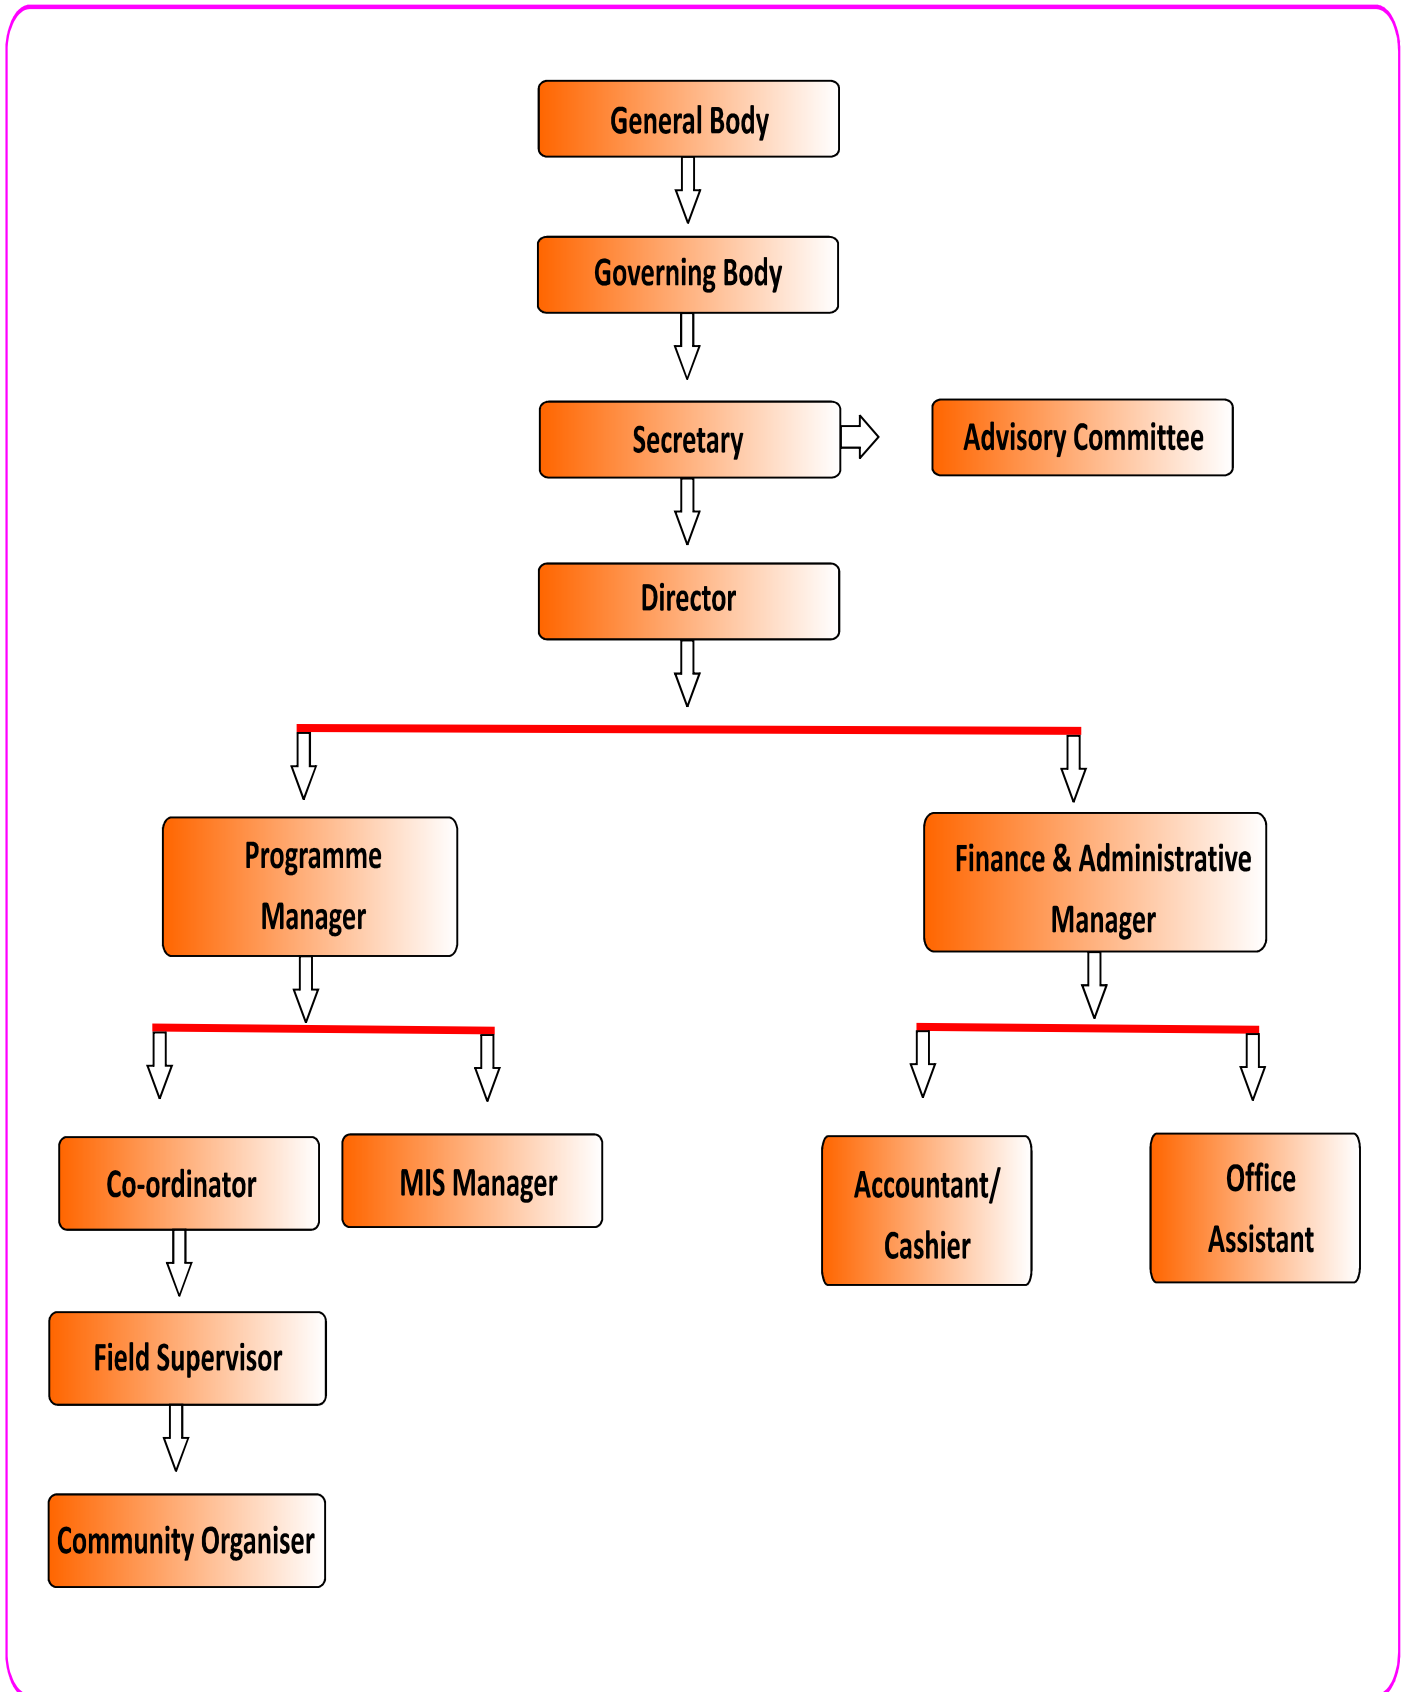 General Body
Governing Body
Secretary
Advisory Committee
Director
Programme
Manager
Finance & Administrative
Manager
Co-ordinator
MIS Manager
Accountant/
Cashier
Office
Assistant
Field Supervisor
Community Organiser